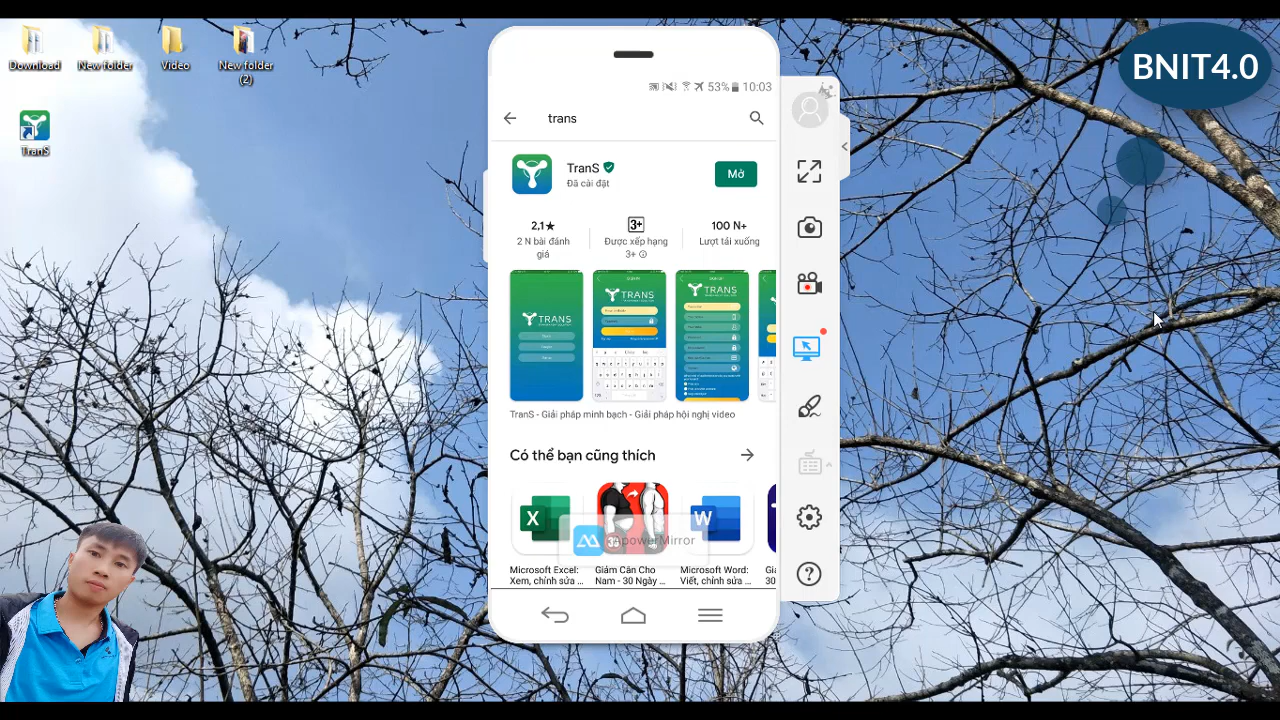 Download
New folder
Video
New folder
(2)
TranS
BNIT4.0
53%
10:03
trans
TranS
Đã cài đặt
Mở
2,1★
2 N bài đánh
giá
3+
Được xếp hạng
3+
100 N+
Lượt tải xuống
TRANS
TRANS
TRANS
TranS - Giải pháp minh bạch - Giải pháp hội nghị video
Có thể bạn cũng thích
ApowerMirror
Microsoft Excel:
Xem, chỉnh sửa ...
Giảm Cân Cho
Nam - 30 Ngày ...
Microsoft Word:
Viết, chỉnh sửa ...
30